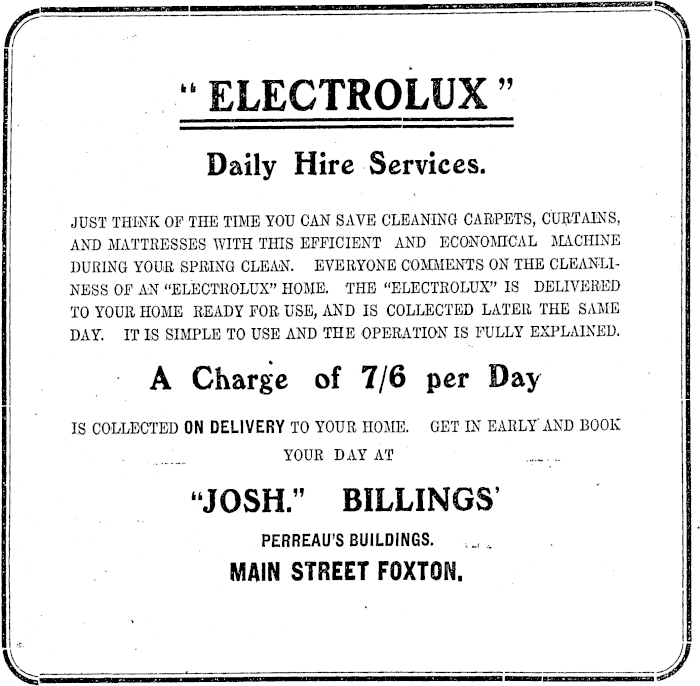 " ELECTROLUX "
Daily Hire Services.
JUST THINK OF THE TIME YOU CAN SAVE CLEANING CARPETS, CURTAINS,
AND MATTRESSES WITH THIS EFFICIENT AND ECONOMICAL MACHINE
DURING YOUR SPRING CLEAN. EVERYONE COMMENTS ON THE CLEANLI-
NESS OF AN "ELECTROLUX" HOME. THE "ELECTROLUX" IS DELIVERED
TO YOUR HOME READY FOR USE, AND IS COLLECTED LATER THE SAME
DAY. IT IS SIMPLE TO USE AND THE OPERATION IS FULLY EXPLAINED.
A Charge of 7/6 per Day
IS COLLECTED ON DELIVERY TO YOUR HOME. GET IN EARLY AND BOOK
YOUR DAY AT
"JOSH." BILLINGS'
PERREAU'S BUILDINGS.
MAIN STREET FOXTON.